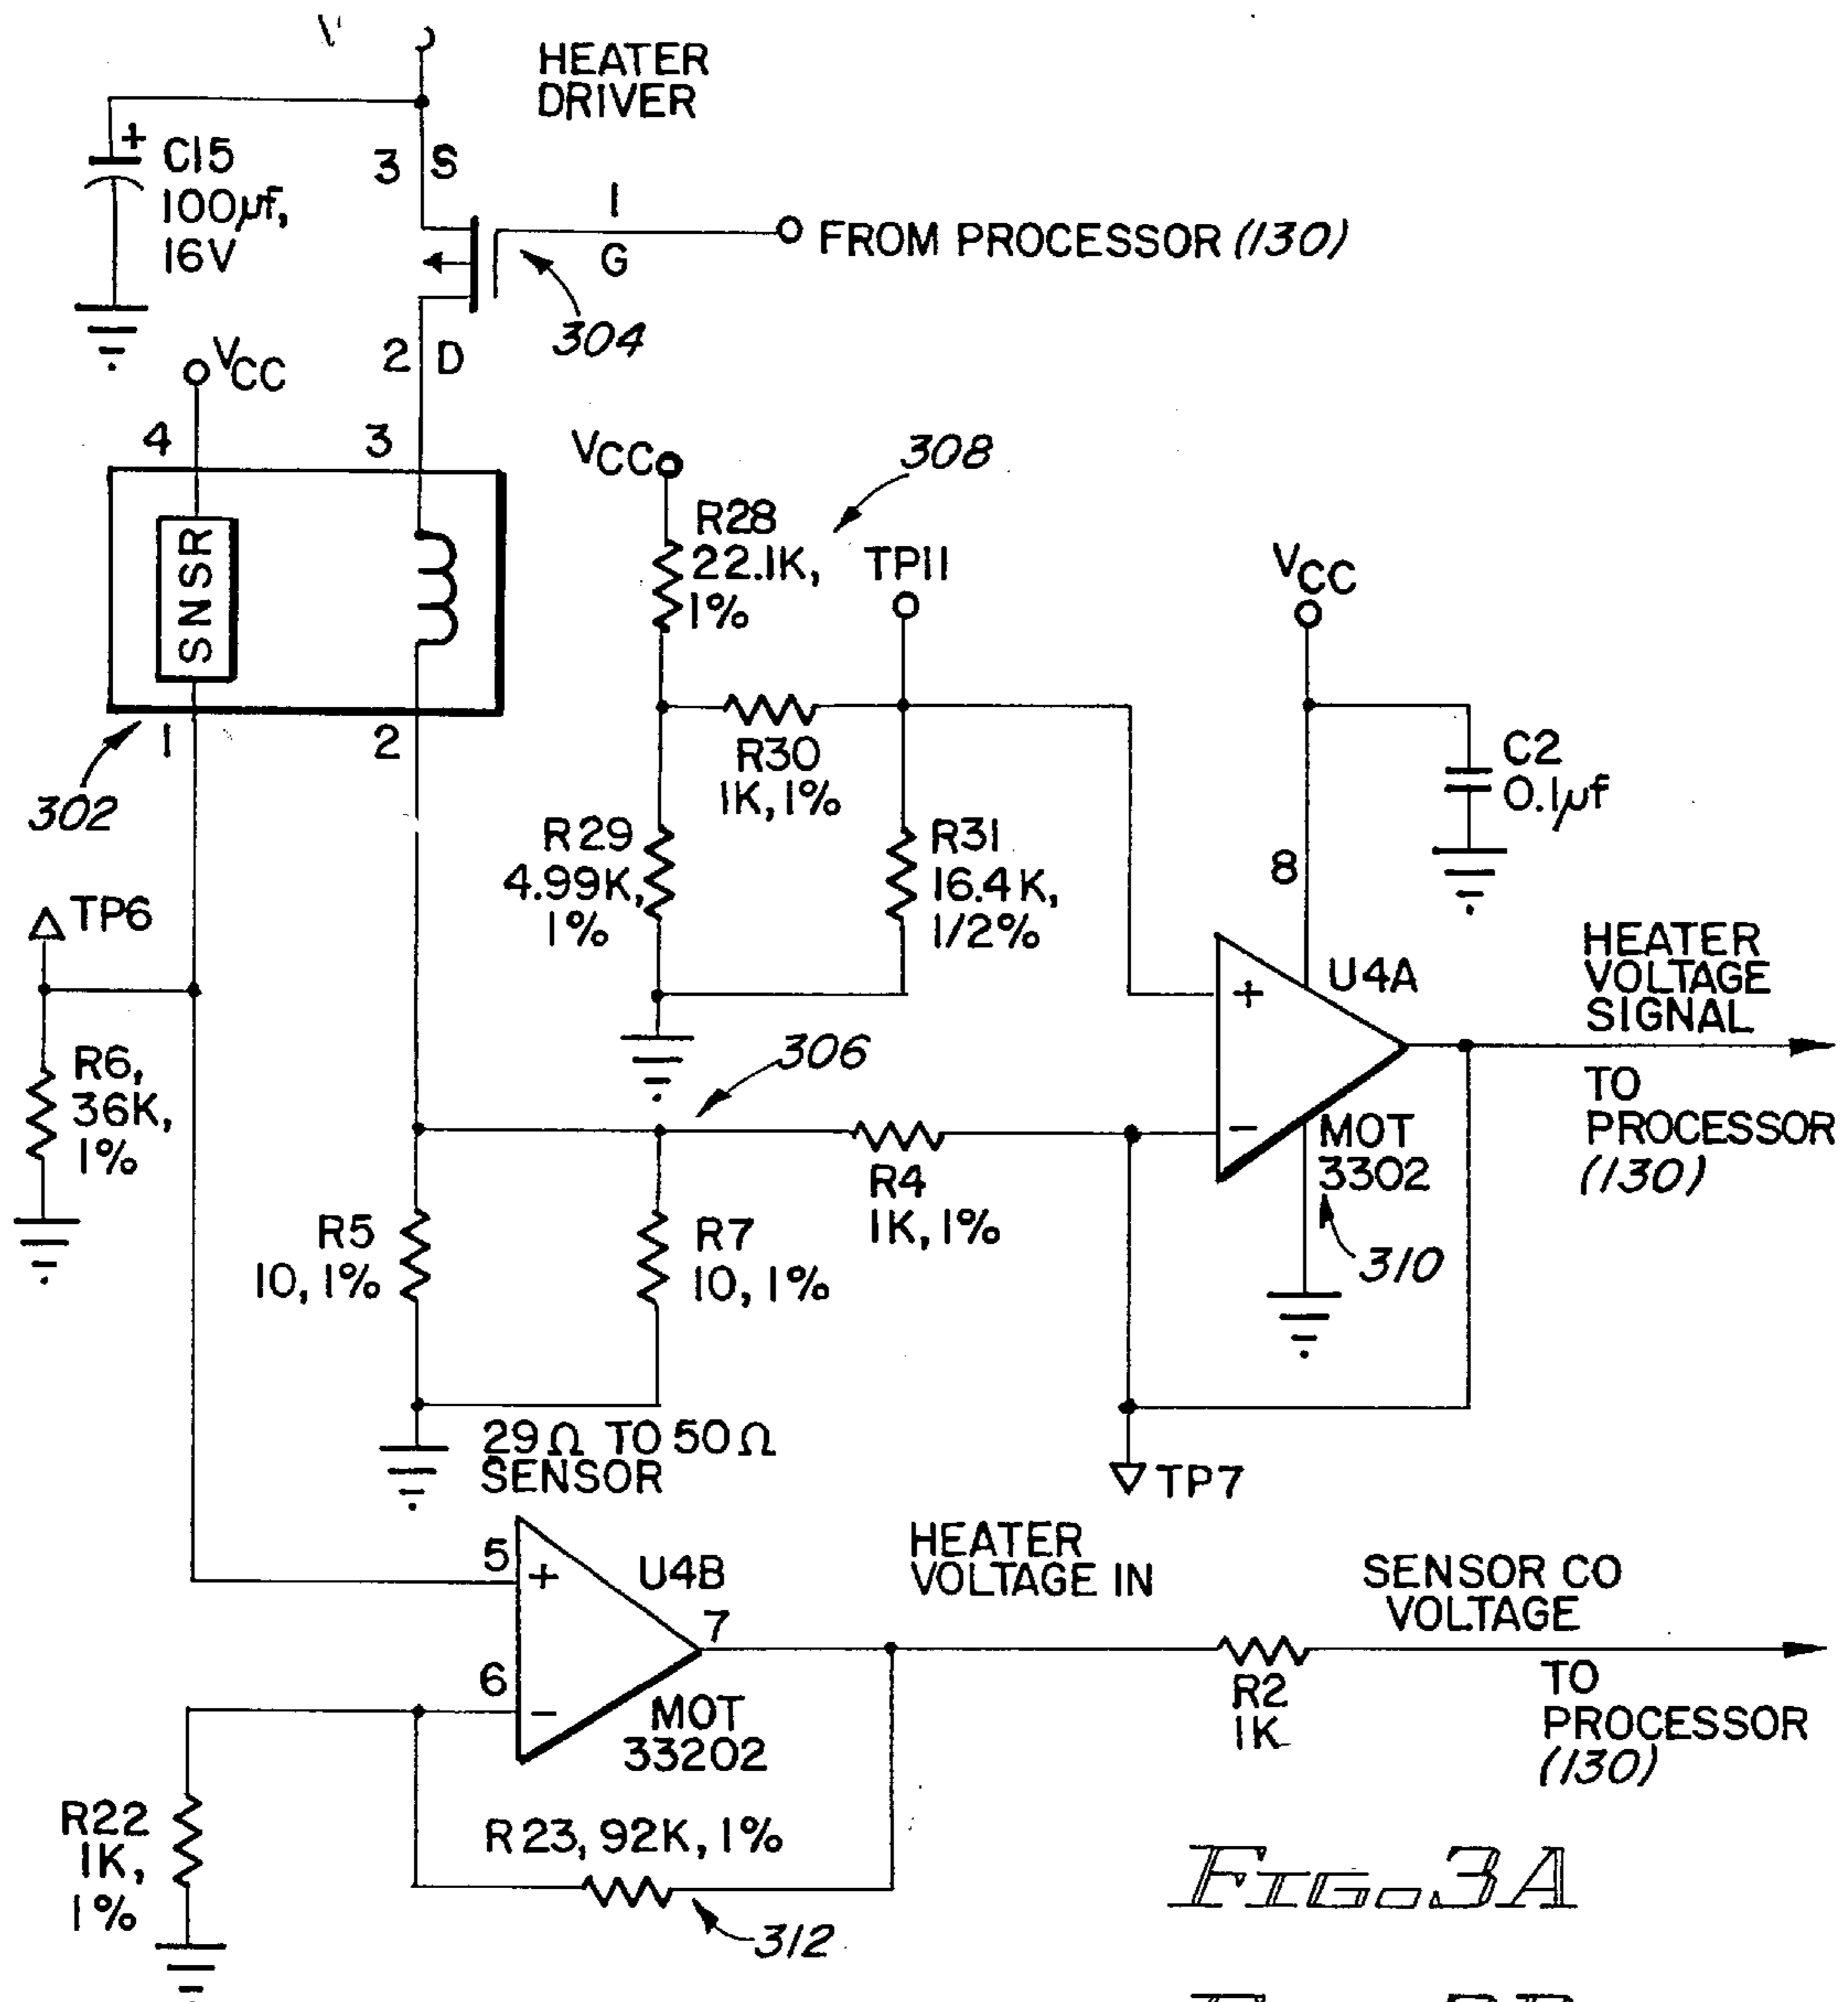 HEATER
DRIVER
+
C15
100µf,
16V
3 S
1
G
FROM PROCESSOR (130)
304
2 D
VCC
4
3
SNSR
1
2
302
VCC
308
R28
22.1K,
1%
TP11
R30
1K, 1%
R29
4.99K,
1%
R31
16.4K,
1/2%
VCC
C2
0.1µf
8
TP6
R6,
36K,
1%
306
+
U4A
HEATER
VOLTAGE
SIGNAL
TO
PROCESSOR
(130)
−
MOT
3302
310
R4
1K, 1%
R5
10, 1%
R7
10, 1%
29Ω TO 50Ω
SENSOR
TP7
5
+
U4B
7
6
−
MOT
33202
HEATER
VOLTAGE IN
SENSOR CO
VOLTAGE
R2
1K
TO
PROCESSOR
(130)
R22
1K,
1%
R23, 92K, 1%
312
FIG. 3A